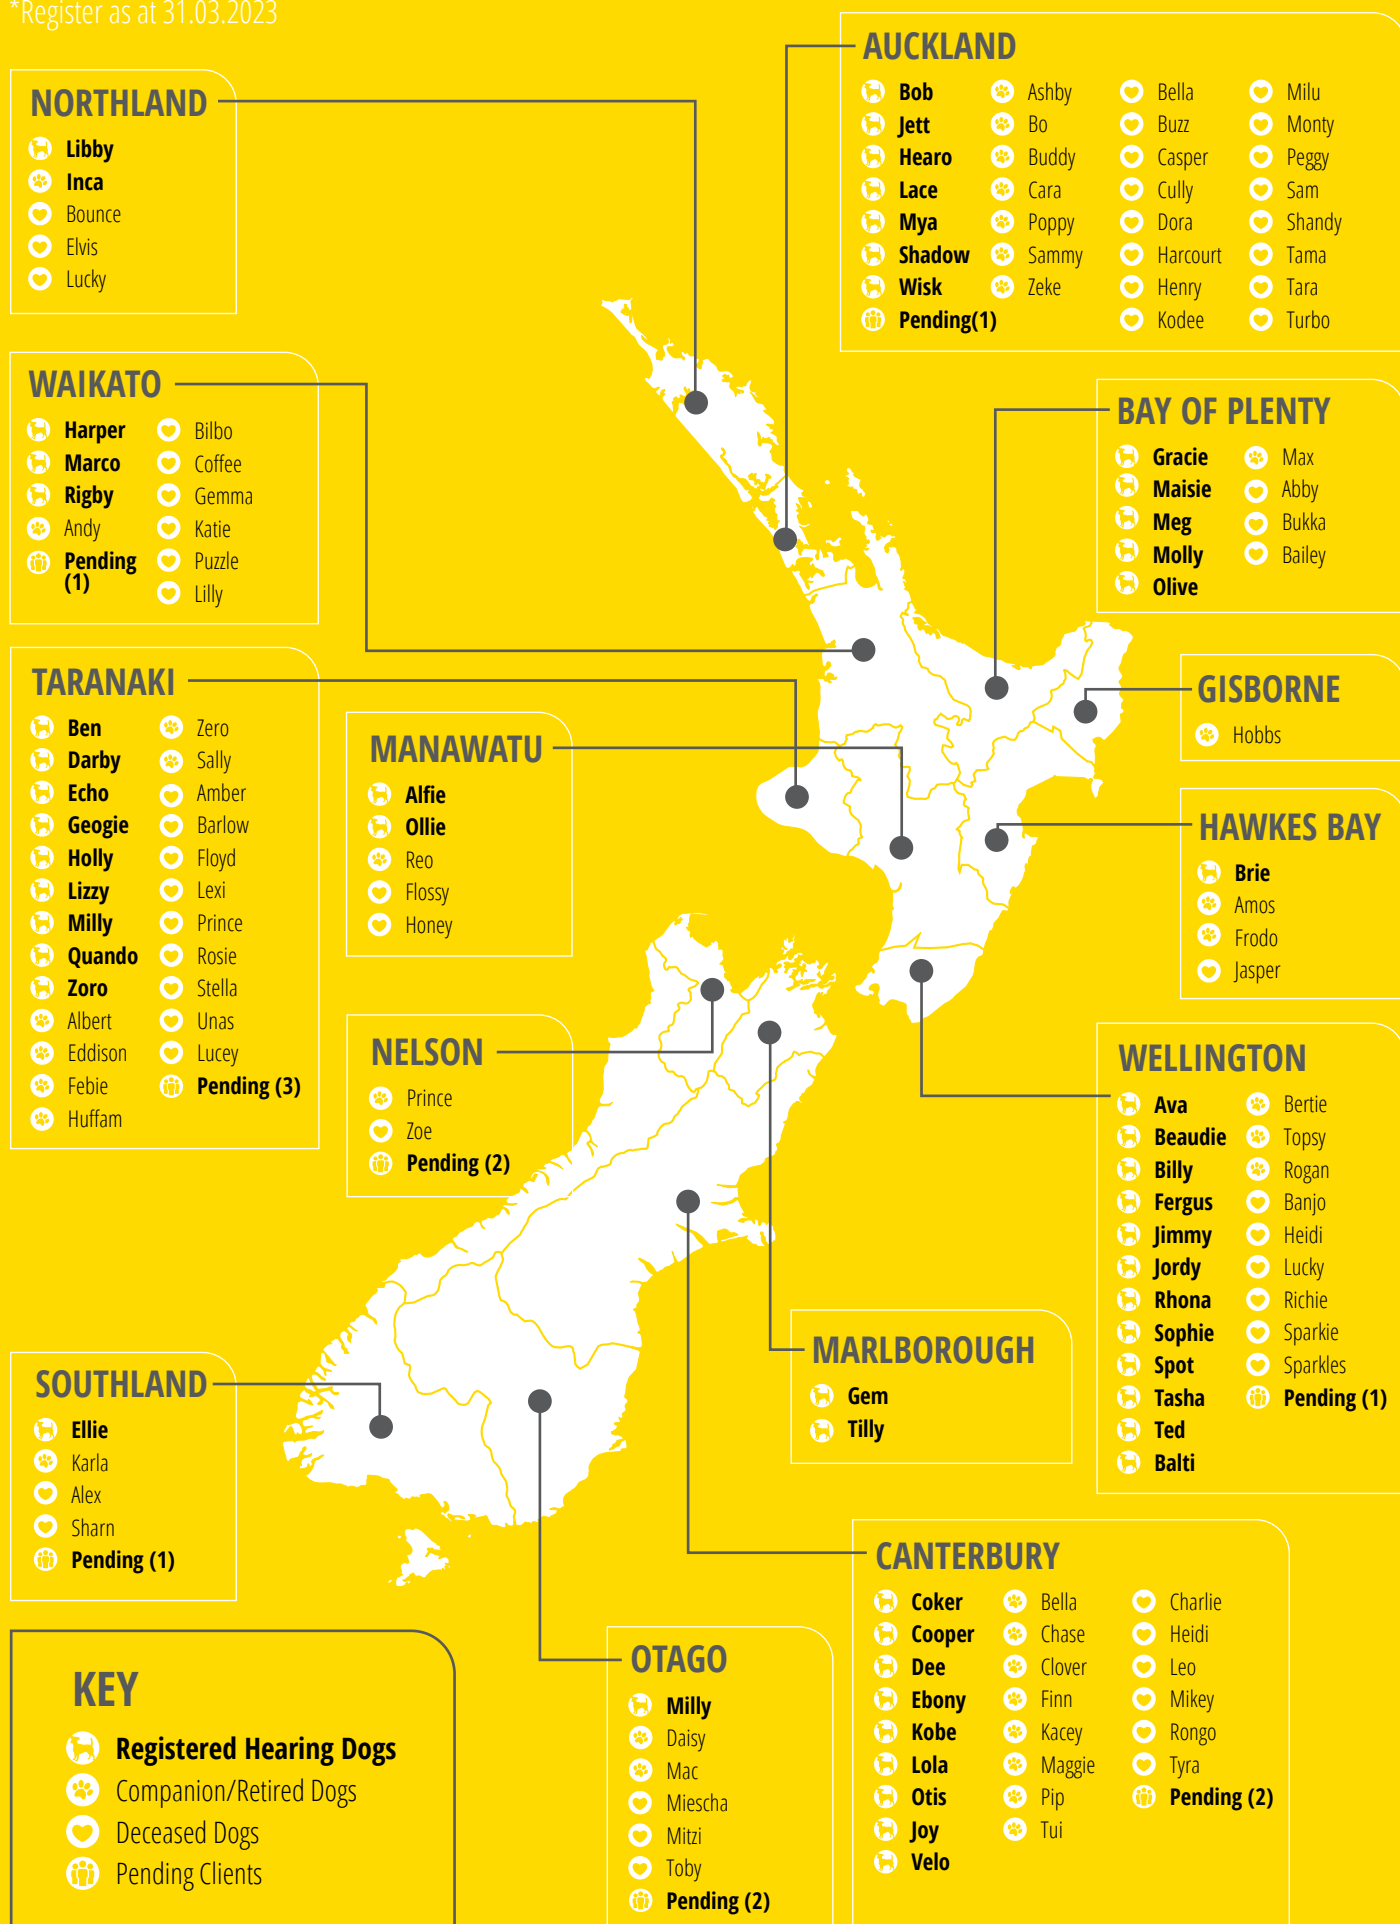 *Register as at 31.03.2023
NORTHLAND
Libby
Inca
Bounce
Elvis
Lucky
AUCKLAND
Bob
Jett
Hearo
Lace
Mya
Shadow
Wisk
Pending(1)
Ashby
Bo
Buddy
Cara
Poppy
Sammy
Zeke
Bella
Buzz
Casper
Cully
Dora
Harcourt
Henry
Kodee
Milu
Monty
Peggy
Sam
Shandy
Tama
Tara
Turbo
WAIKATO
Harper
Marco
Rigby
Andy
Pending
(1)
Bilbo
Coffee
Gemma
Katie
Puzzle
Lilly
BAY OF PLENTY
Gracie
Maisie
Meg
Molly
Olive
Max
Abby
Bukka
Bailey
TARANAKI
Ben
Darby
Echo
Geogie
Holly
Lizzy
Milly
Quando
Zoro
Albert
Eddison
Febie
Huffam
Zero
Sally
Amber
Barlow
Floyd
Lexi
Prince
Rosie
Stella
Unas
Lucey
Pending (3)
MANAWATU
Alfie
Ollie
Reo
Flossy
Honey
GISBORNE
Hobbs
HAWKES BAY
Brie
Amos
Frodo
Jasper
NELSON
Prince
Zoe
Pending (2)
WELLINGTON
Ava
Beaudie
Billy
Fergus
Jimmy
Jordy
Rhona
Sophie
Spot
Tasha
Ted
Balti
Bertie
Topsy
Rogan
Banjo
Heidi
Lucky
Richie
Sparkie
Sparkles
Pending (1)
MARLBOROUGH
Gem
Tilly
SOUTHLAND
Ellie
Karla
Alex
Sharn
Pending (1)
CANTERBURY
Coker
Cooper
Dee
Ebony
Kobe
Lola
Otis
Joy
Velo
Bella
Chase
Clover
Finn
Kacey
Maggie
Pip
Tui
Charlie
Heidi
Leo
Mikey
Rongo
Tyra
Pending (2)
OTAGO
Milly
Daisy
Mac
Miescha
Mitzi
Toby
Pending (2)
KEY
Registered Hearing Dogs
Companion/Retired Dogs
Deceased Dogs
Pending Clients